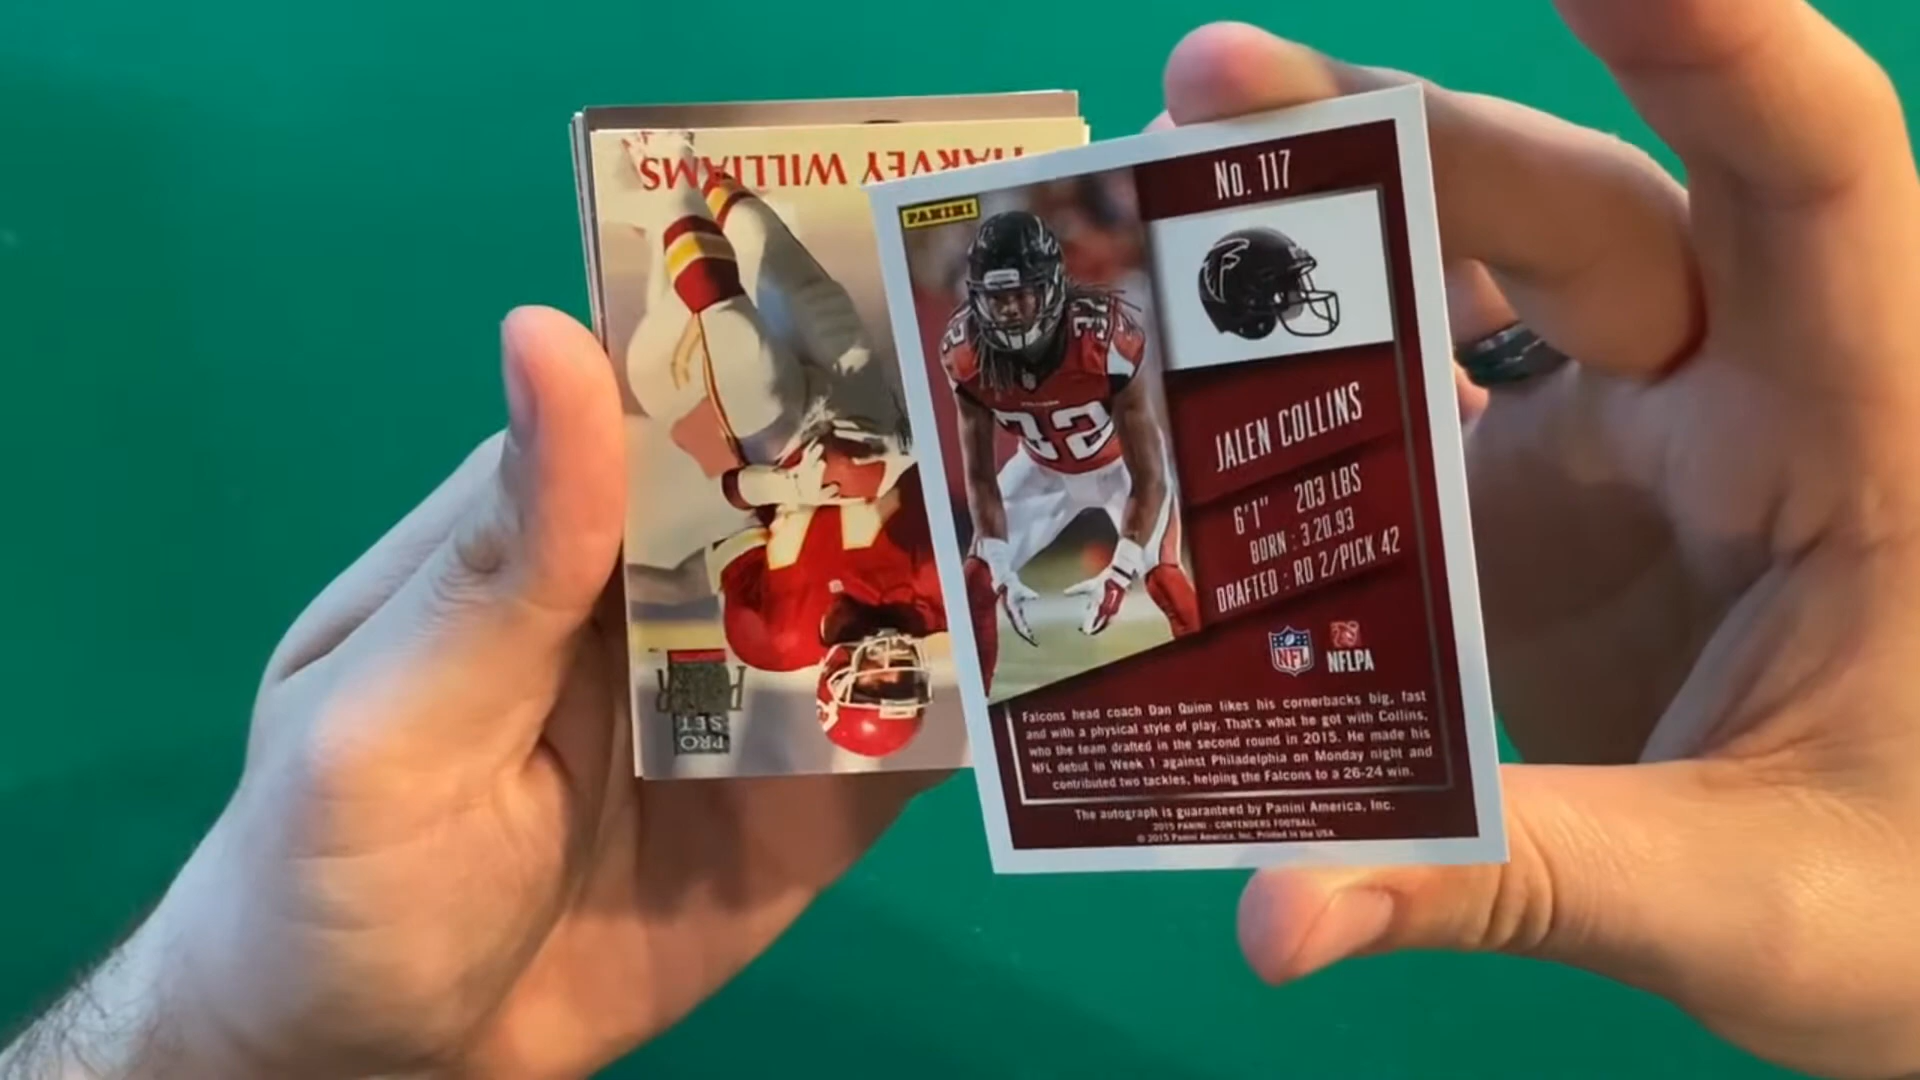 HARVEY WILLIAMS
POWER
PRO
SET
No. 117
PANINI
32
32
JALEN COLLINS
6'1" 203 LBS
BORN : 3.20.93
DRAFTED : RD 2/PICK 42
NFL
NFLPA
Falcons head coach Dan Quinn likes his cornerbacks big, fast
and with a physical style of play. That's what he got with Collins,
who the team drafted in the second round in 2015. He made his
NFL debut in Week 1 against Philadelphia on Monday night and
contributed two tackles, helping the Falcons to a 26-24 win.
The autograph is guaranteed by Panini America, Inc.
2015 PANINI - CONTENDERS FOOTBALL
© 2015 Panini America, Inc. Printed in the USA.